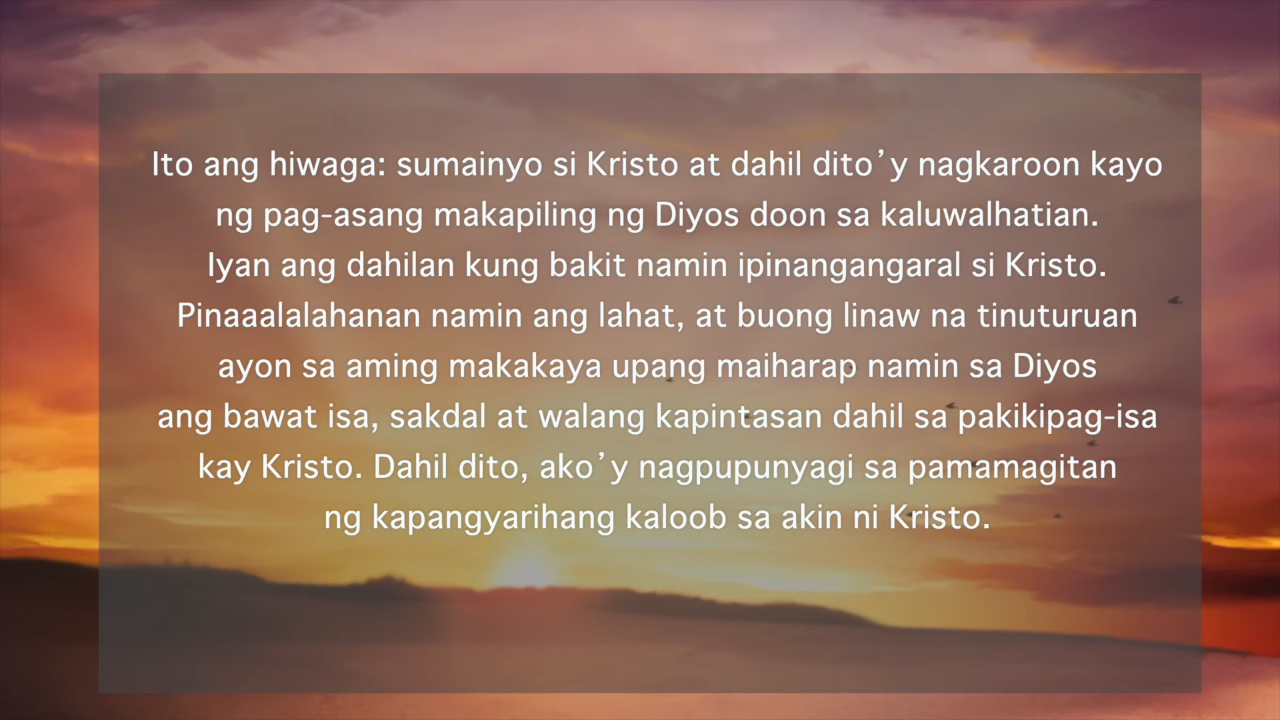 Ito ang hiwaga: sumainyo si Kristo at dahil dito’y nagkaroon kayo
ng pag-asang makapiling ng Diyos doon sa kaluwalhatian.
Iyan ang dahilan kung bakit namin ipinangangaral si Kristo.
Pinaaalalahanan namin ang lahat, at buong linaw na tinuturuan
ayon sa aming makakaya upang maiharap namin sa Diyos
ang bawat isa, sakdal at walang kapintasan dahil sa pakikipag-isa
kay Kristo. Dahil dito, ako’y nagpupunyagi sa pamamagitan
ng kapangyarihang kaloob sa akin ni Kristo.